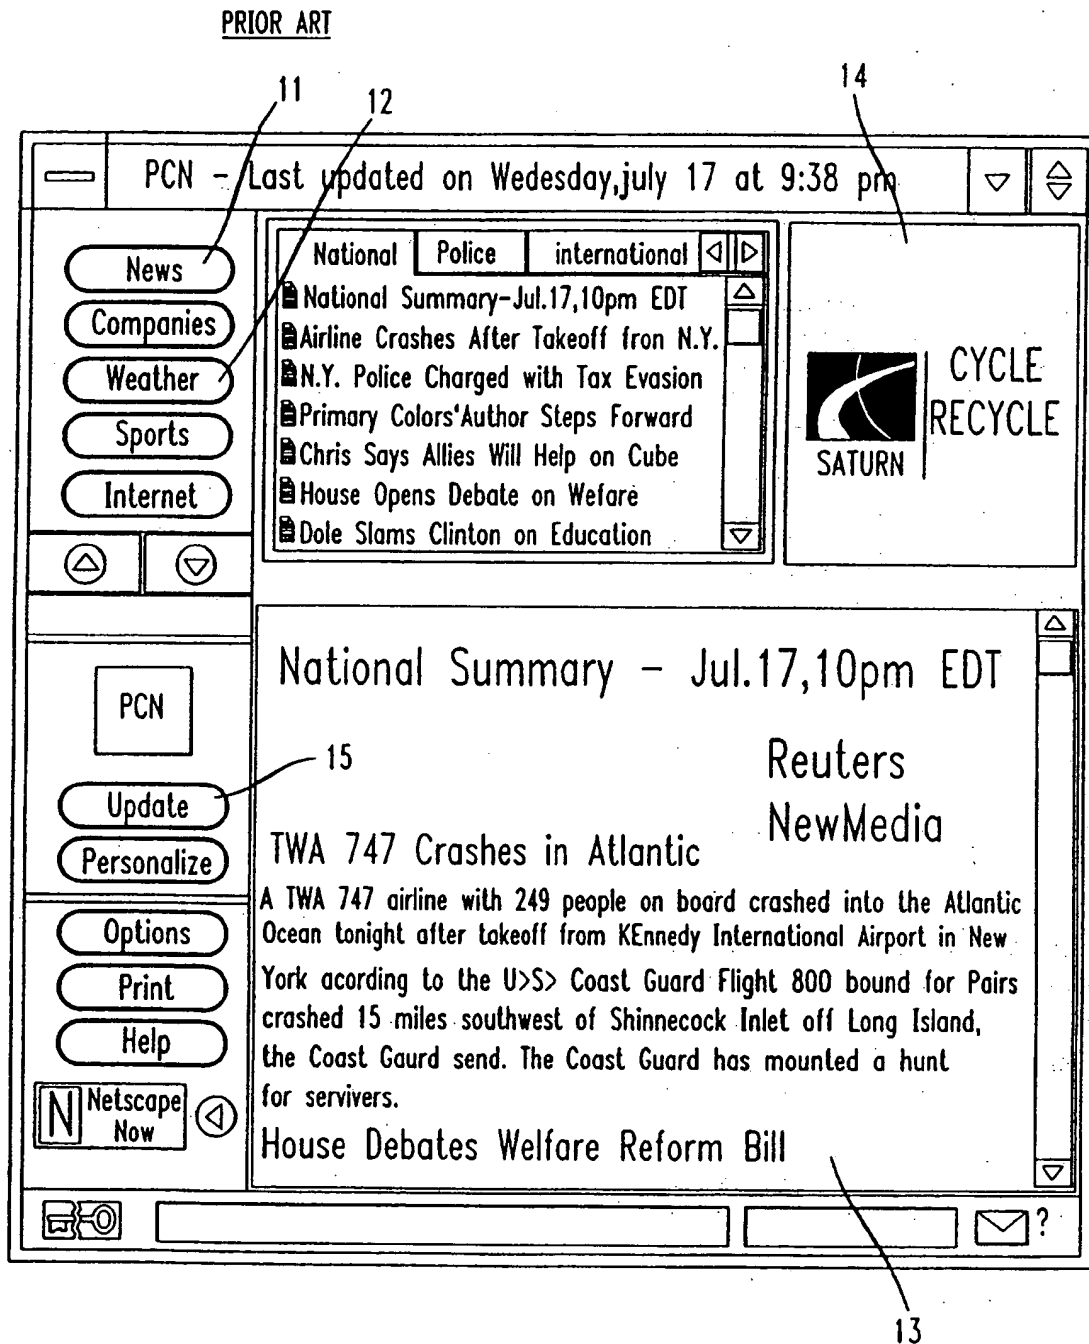 PRIOR ART
11
12
14
PCN - Last updated on Wedesday,july 17 at 9:38 pm
News
Companies
Weather
Sports
Internet
National Police international
National Summary-Jul.17,10pm EDT
Airline Crashes After Takeoff fron N.Y.
N.Y. Police Charged with Tax Evasion
Primary Colors'Author Steps Forward
Chris Says Allies Will Help on Cube
House Opens Debate on Wefare
Dole Slams Clinton on Education
SATURN
CYCLE
RECYCLE
PCN
15
Update
Personalize
Options
Print
Help
N Netscape
Now
National Summary - Jul.17,10pm EDT
Reuters
NewMedia
TWA 747 Crashes in Atlantic
A TWA 747 airline with 249 people on board crashed into the Atlantic
Ocean tonight after takeoff from KEnnedy International Airport in New
York acording to the U>S> Coast Guard Flight 800 bound for Pairs
crashed 15 miles southwest of Shinnecock Inlet off Long Island,
the Coast Gaurd send. The Coast Guard has mounted a hunt
for servivers.
House Debates Welfare Reform Bill
?
13